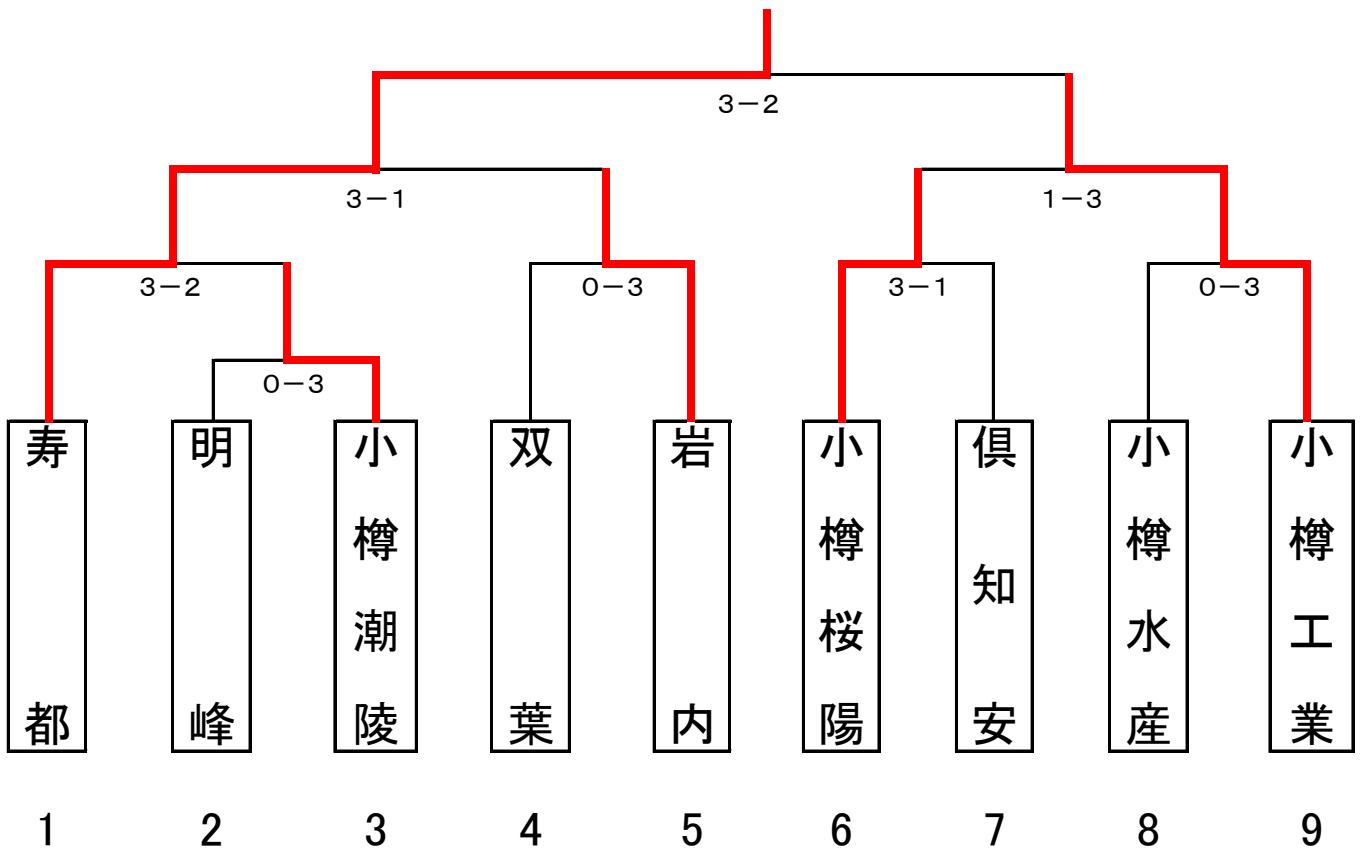 3－2
3－1
1－3
3－2
0－3
3－1
0－3
0－3
寿都
明峰
小樽潮陵
双葉
岩内
小樽桜陽
倶知安
小樽水産
小樽工業
1 2 3 4 5 6 7 8 9